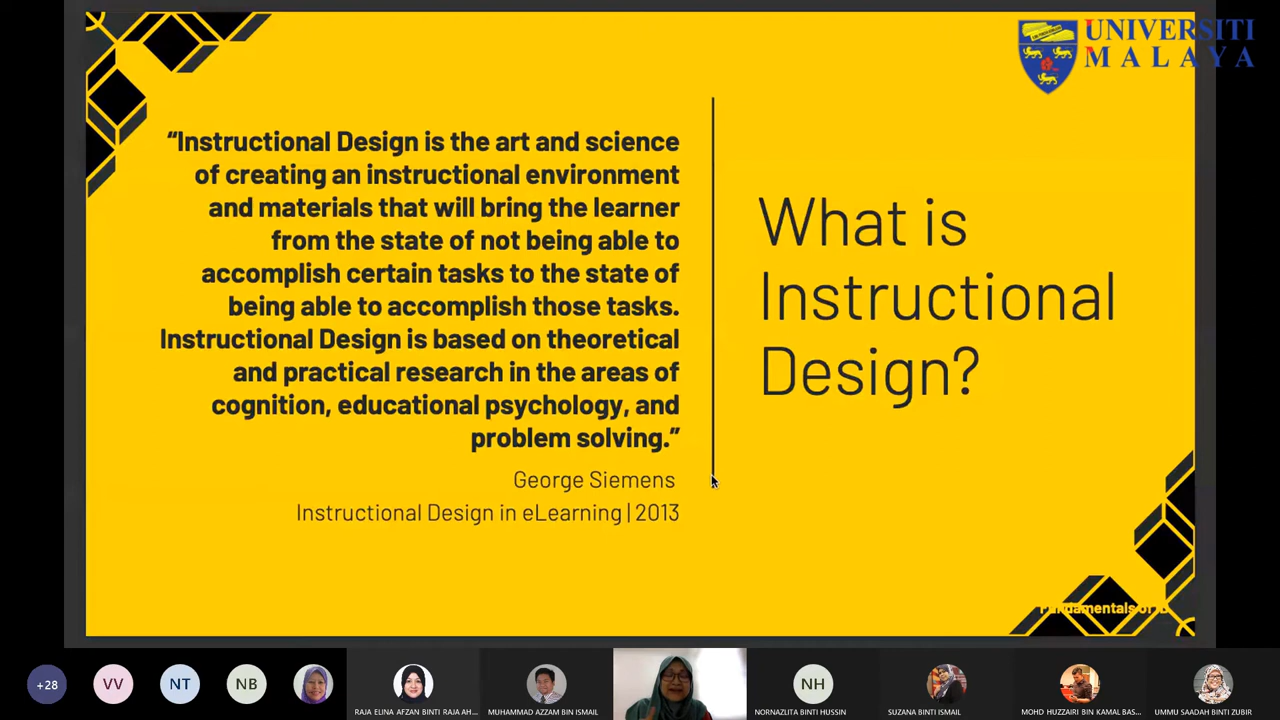 UNIVERSITI
MALAYA
“Instructional Design is the art and science
of creating an instructional environment
and materials that will bring the learner
from the state of not being able to
accomplish certain tasks to the state of
being able to accomplish those tasks.
Instructional Design is based on theoretical
and practical research in the areas of
cognition, educational psychology, and
problem solving.”
George Siemens
Instructional Design in eLearning | 2013
What is
Instructional
Design?
Fundamentals of
+28
VV
NT
NB
RAJA ELINA AFZAN BINTI RAJA AH...
MUHAMMAD AZZAM BIN ISMAIL
NH
NORNAZLITA BINTI HUSSIN
SUZANA BINTI ISMAIL
MOHD HUZZAIRI BIN KAMAL BAS...
UMMU SAADAH BINTI ZUBIR